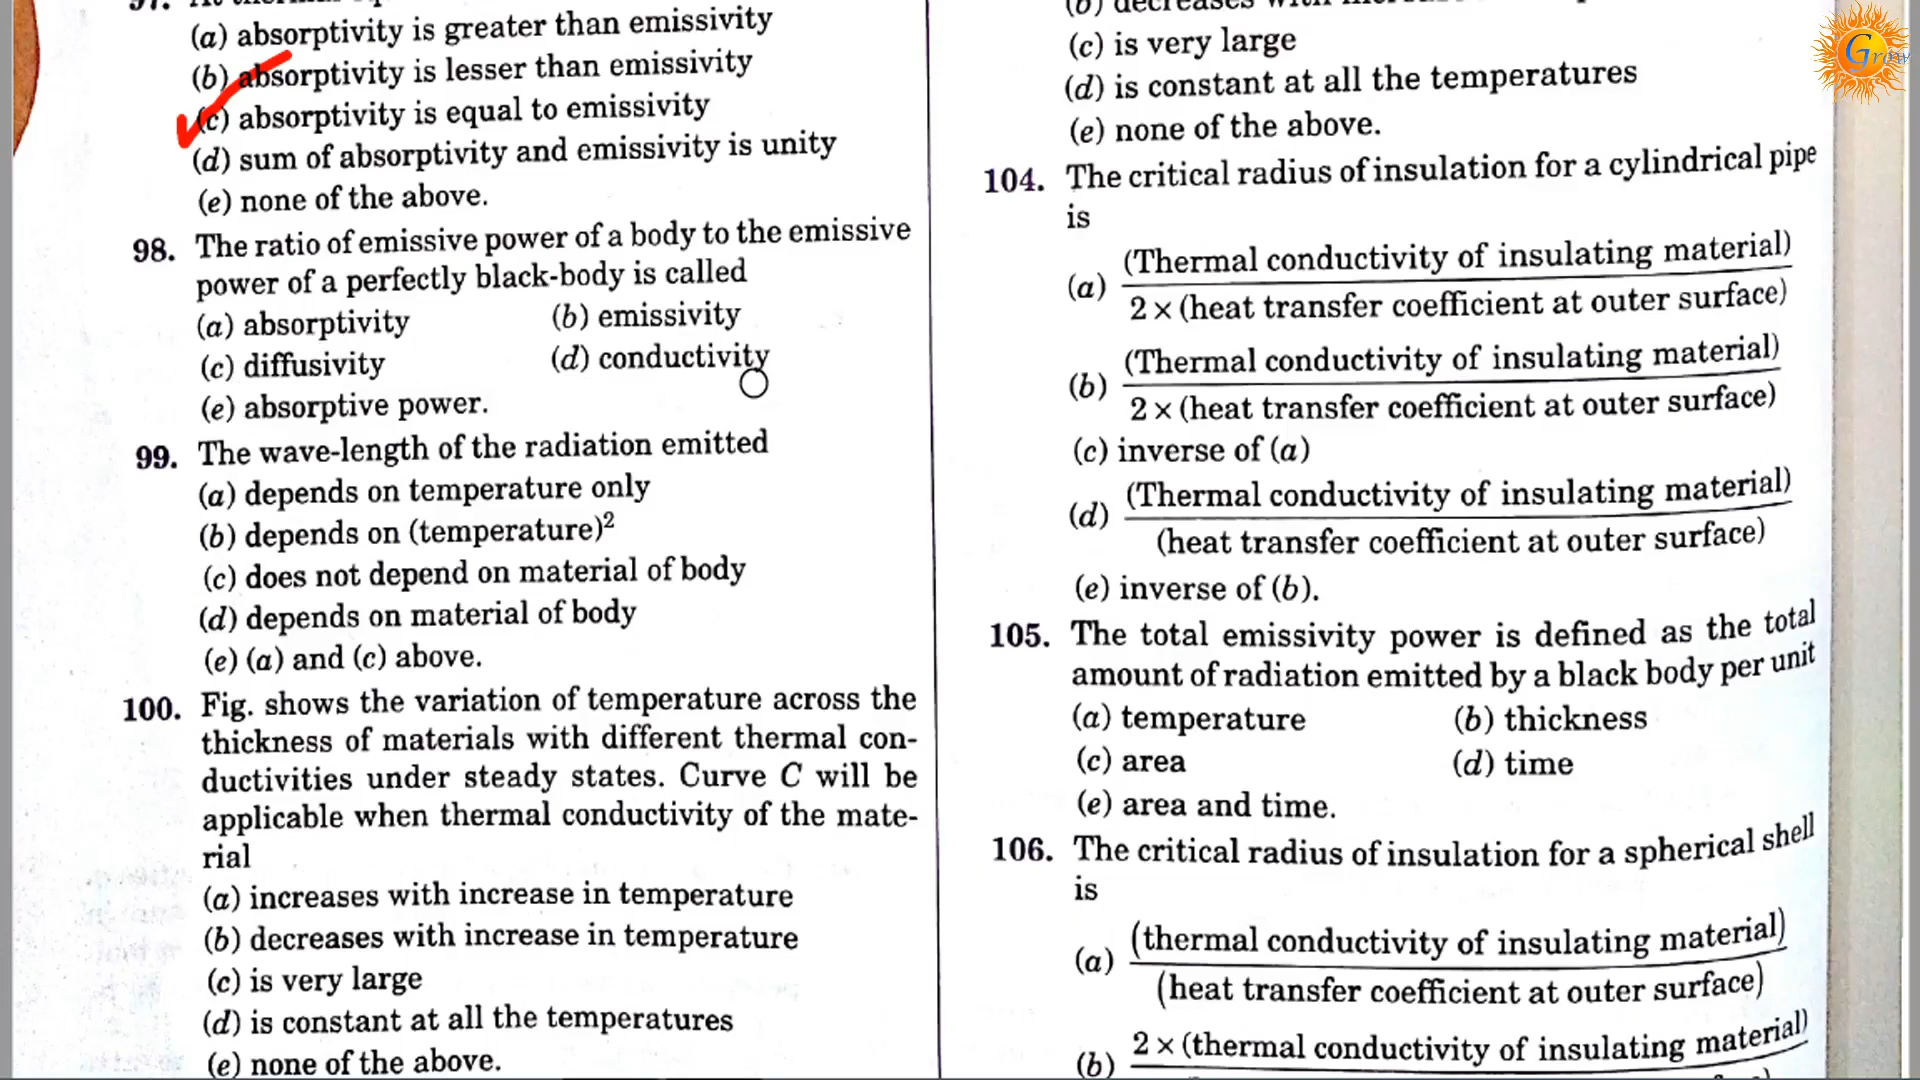 97.
(a) absorptivity is greater than emissivity
(b) absorptivity is lesser than emissivity
(c) absorptivity is equal to emissivity
(d) sum of absorptivity and emissivity is unity
(e) none of the above.
98. The ratio of emissive power of a body to the emissive
power of a perfectly black-body is called
(a) absorptivity (b) emissivity
(c) diffusivity (d) conductivity
(e) absorptive power.
99. The wave-length of the radiation emitted
(a) depends on temperature only
(b) depends on (temperature)²
(c) does not depend on material of body
(d) depends on material of body
(e) (a) and (c) above.
100. Fig. shows the variation of temperature across the
thickness of materials with different thermal con-
ductivities under steady states. Curve C will be
applicable when thermal conductivity of the mate-
rial
(a) increases with increase in temperature
(b) decreases with increase in temperature
(c) is very large
(d) is constant at all the temperatures
(e) none of the above.
(b) decreases with
(c) is very large
(d) is constant at all the temperatures
(e) none of the above.
104. The critical radius of insulation for a cylindrical pipe
is
(a) (Thermal conductivity of insulating material)
2 × (heat transfer coefficient at outer surface)
(b) (Thermal conductivity of insulating material)
2 × (heat transfer coefficient at outer surface)
(c) inverse of (a)
(d) (Thermal conductivity of insulating material)
(heat transfer coefficient at outer surface)
(e) inverse of (b).
105. The total emissivity power is defined as the total
amount of radiation emitted by a black body per unit
(a) temperature (b) thickness
(c) area (d) time
(e) area and time.
106. The critical radius of insulation for a spherical shell
is
(a) (thermal conductivity of insulating material)
(heat transfer coefficient at outer surface)
(b) 2 × (thermal conductivity of insulating material)
Grow